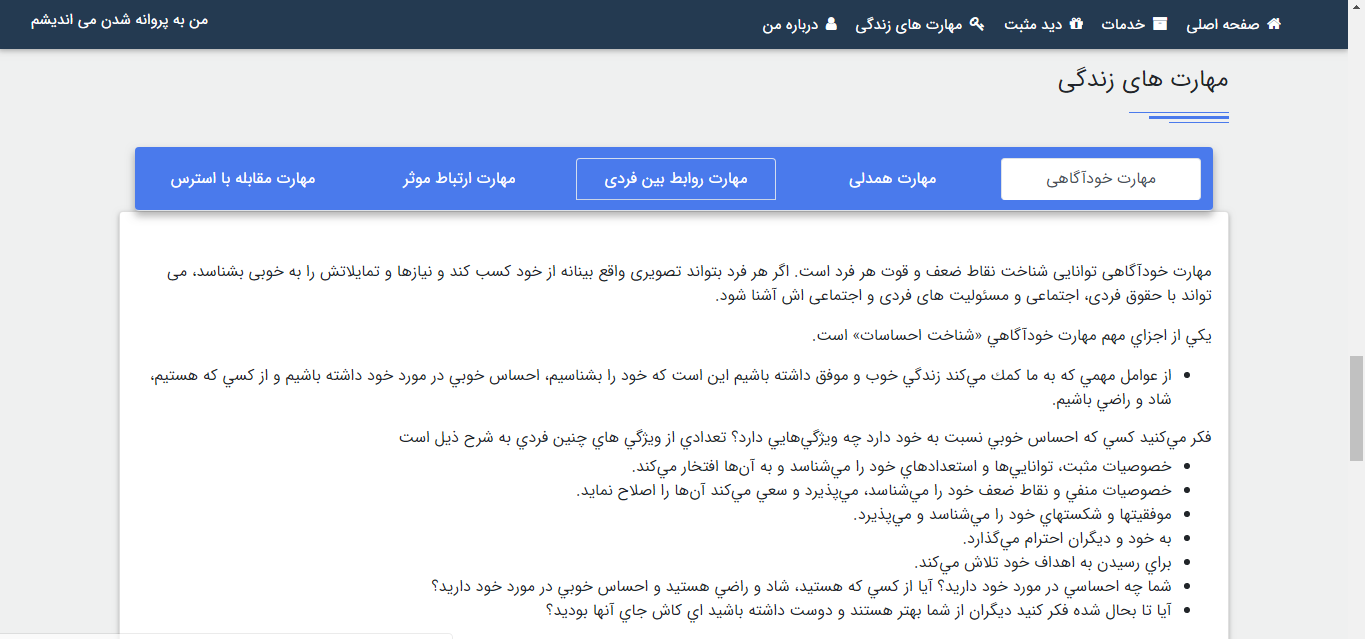 صفحه اصلی خدمات دید مثبت مهارت های زندگی درباره من من به پروانه شدن می اندیشم
مهارت های زندگی
مهارت خودآگاهی مهارت همدلی مهارت روابط بین فردی مهارت ارتباط موثر مهارت مقابله با استرس
مهارت خودآگاهی توانایی شناخت نقاط ضعف و قوت هر فرد است. اگر هر فرد بتواند تصویری واقع بینانه از خود کسب کند و نیازها و تمایلاتش را به خوبی بشناسد، می
تواند با حقوق فردی، اجتماعی و مسئولیت های فردی و اجتماعی اش آشنا شود.
يكي از اجزاي مهم مهارت خودآگاهي «شناخت احساسات» است.
• از عوامل مهمي كه به ما كمك مي‌كند زندگي خوب و موفق داشته باشيم اين است كه خود را بشناسيم، احساس خوبي در مورد خود داشته باشيم و از كسي كه هستيم،
شاد و راضي باشيم.
فكر مي‌كنيد كسي كه احساس خوبي نسبت به خود دارد چه ويژگي‌هايي دارد؟ تعدادي از ويژگي هاي چنين فردي به شرح ذيل است
• خصوصيات مثبت، توانايي‌ها و استعدادهاي خود را مي‌شناسد و به آن‌ها افتخار مي‌كند.
• خصوصيات منفي و نقاط ضعف خود را مي‌شناسد، مي‌پذيرد و سعي مي‌كند آن‌ها را اصلاح نمايد.
• موفقيتها و شكستهاي خود را مي‌شناسد و مي‌پذيرد.
• به خود و ديگران احترام مي‌گذارد.
• براي رسيدن به اهداف خود تلاش مي‌كند.
• شما چه احساسي در مورد خود داريد؟ آيا از كسي كه هستيد، شاد و راضي هستيد و احساس خوبي در مورد خود داريد؟
• آيا تا بحال شده فكر كنيد ديگران از شما بهتر هستند و دوست داشته باشيد اي كاش جاي آنها بوديد؟